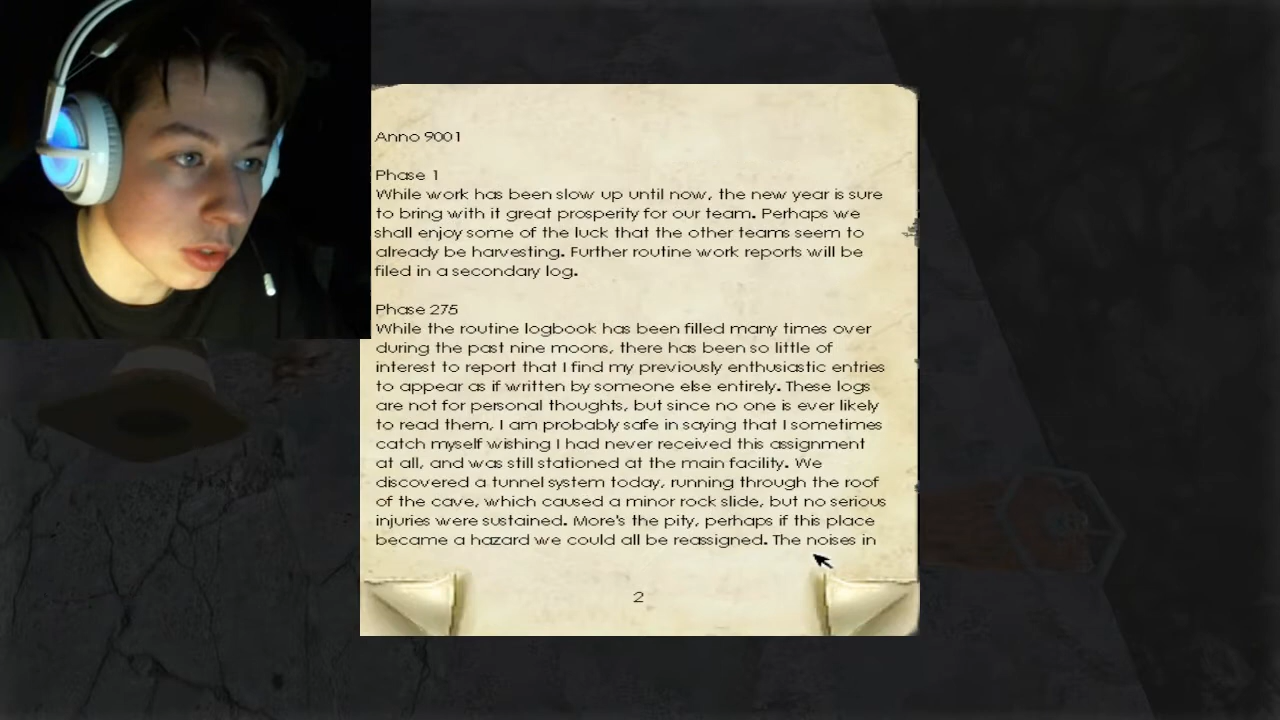 Anno 9001
Phase 1
While work has been slow up until now, the new year is sure
to bring with it great prosperity for our team. Perhaps we
shall enjoy some of the luck that the other teams seem to
already be harvesting. Further routine work reports will be
filed in a secondary log.
Phase 275
While the routine logbook has been filled many times over
during the past nine moons, there has been so little of
interest to report that I find my previously enthusiastic entries
to appear as if written by someone else entirely. These logs
are not for personal thoughts, but since no one is ever likely
to read them, I am probably safe in saying that I sometimes
catch myself wishing I had never received this assignment
at all, and was still stationed at the main facility. We
discovered a tunnel system today, running through the roof
of the cave, which caused a minor rock slide, but no serious
injuries were sustained. More's the pity, perhaps if this place
became a hazard we could all be reassigned. The noises in
2